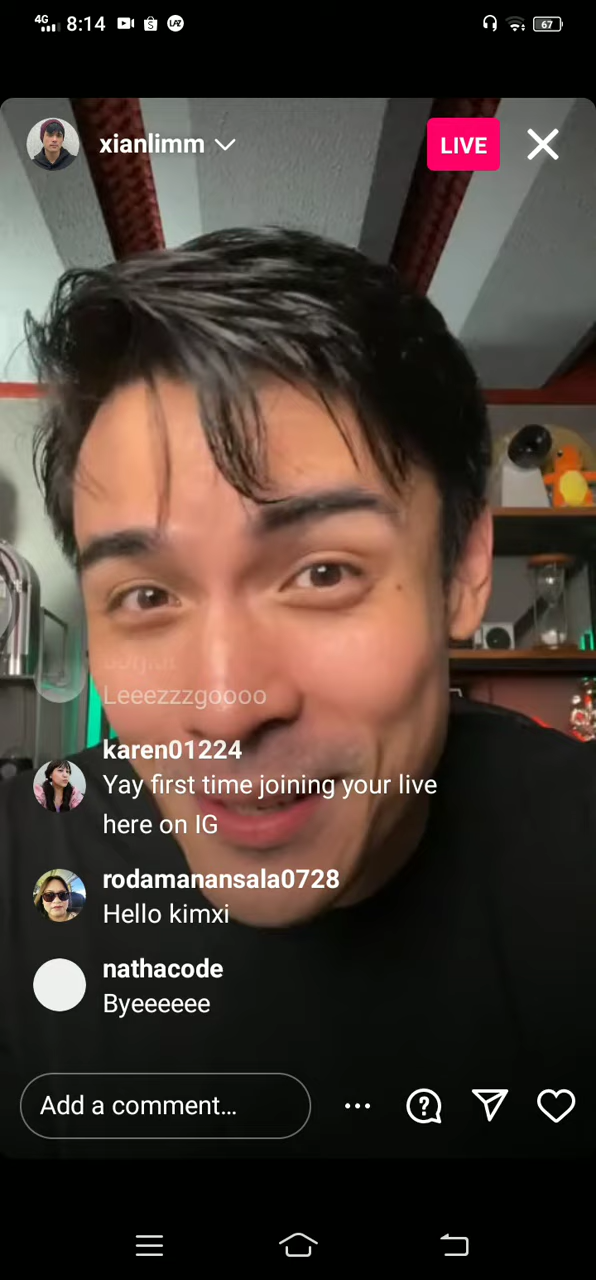 4G 8:14 67
xianlimm LIVE
Leeezzzgoooo
karen01224
Yay first time joining your live
here on IG
rodamanansala0728
Hello kimxi
nathacode
Byeeeeee
Add a comment...